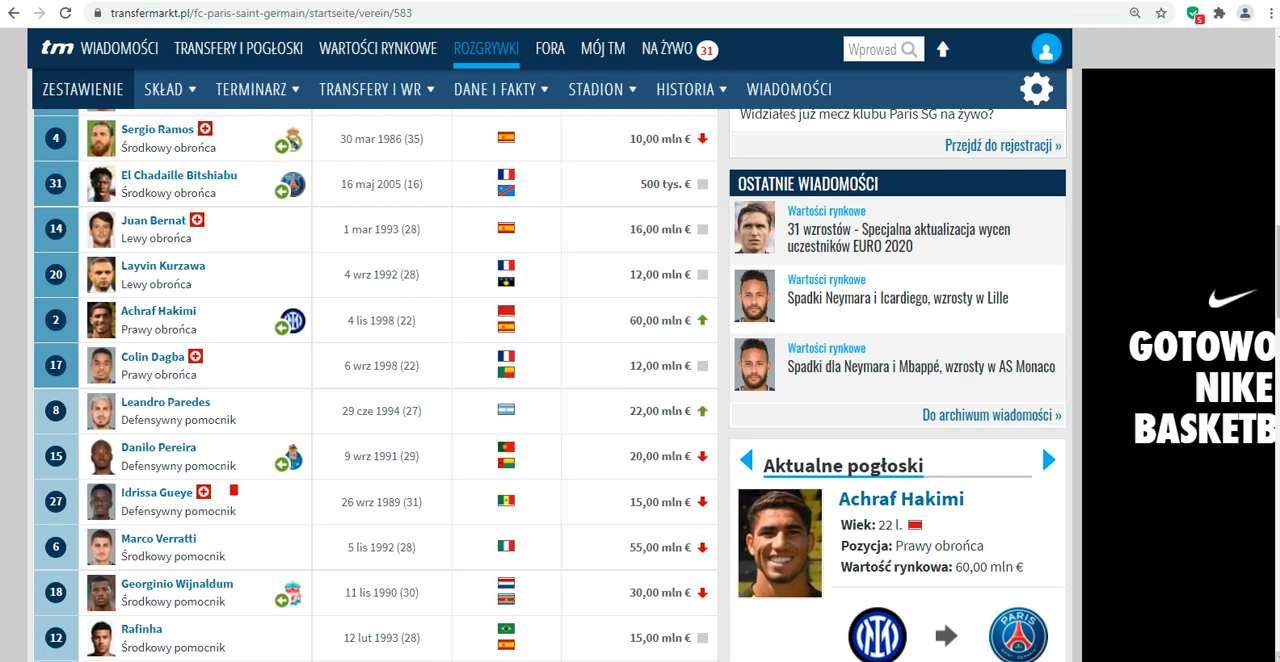 transfermarkt.pl/fc-paris-saint-germain/startseite/verein/583
5
tm WIADOMOŚCI TRANSFERY I POGŁOSKI WARTOŚCI RYNKOWE ROZGRYWKI FORA MÓJ TM NA ŻYWO 31 Wprowad
ZESTAWIENIE SKŁAD TERMINARZ TRANSFERY I WR DANE I FAKTY STADION HISTORIA WIADOMOŚCI
4 Sergio Ramos 30 mar 1986 (35) 10,00 mln €
Środkowy obrońca
31 El Chadaille Bitshiabu 16 maj 2005 (16) 500 tys. €
Środkowy obrońca
14 Juan Bernat 1 mar 1993 (28) 16,00 mln €
Lewy obrońca
20 Layvin Kurzawa 4 wrz 1992 (28) 12,00 mln €
Lewy obrońca
2 Achraf Hakimi 4 lis 1998 (22) 60,00 mln €
Prawy obrońca
17 Colin Dagba 6 wrz 1998 (22) 12,00 mln €
Prawy obrońca
8 Leandro Paredes 29 cze 1994 (27) 22,00 mln €
Defensywny pomocnik
15 Danilo Pereira 9 wrz 1991 (29) 20,00 mln €
Defensywny pomocnik
27 Idrissa Gueye 26 wrz 1989 (31) 15,00 mln €
Defensywny pomocnik
6 Marco Verratti 5 lis 1992 (28) 55,00 mln €
Środkowy pomocnik
18 Georginio Wijnaldum 11 lis 1990 (30) 30,00 mln €
Środkowy pomocnik
12 Rafinha 12 lut 1993 (28) 15,00 mln €
Środkowy pomocnik
Widziałeś już mecz klubu Paris SG na żywo?
Przejdź do rejestracji »
OSTATNIE WIADOMOŚCI
Wartości rynkowe
31 wzrostów - Specjalna aktualizacja wycen
uczestników EURO 2020
Wartości rynkowe
Spadki Neymara i Icardiego, wzrosty w Lille
Wartości rynkowe
Spadki dla Neymara i Mbappé, wzrosty w AS Monaco
Do archiwum wiadomości »
Aktualne pogłoski
Achraf Hakimi
Wiek: 22 l.
Pozycja: Prawy obrońca
Wartość rynkowa: 60,00 mln €
PARIS
GOTOWO
NIKE
BASKETB